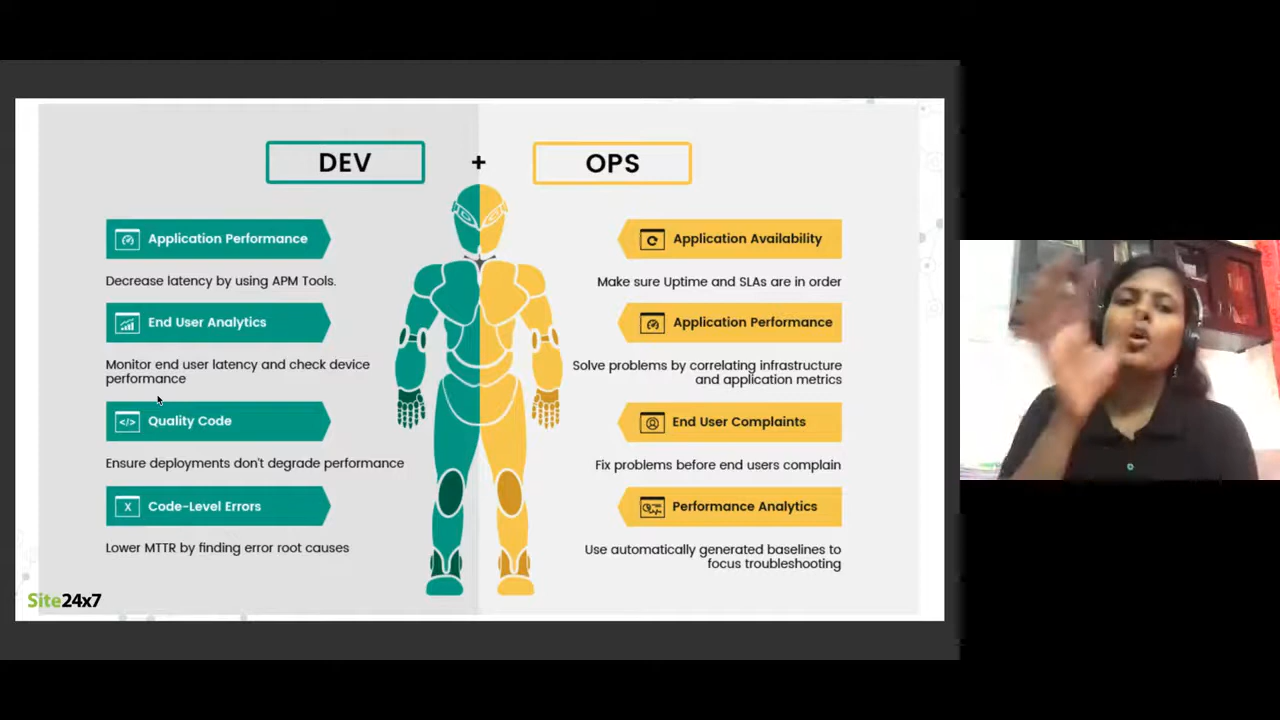 DEV + OPS
Application Performance
Decrease latency by using APM Tools.
End User Analytics
Monitor end user latency and check device
performance
Quality Code
Ensure deployments don't degrade performance
Code-Level Errors
Lower MTTR by finding error root causes
Application Availability
Make sure Uptime and SLAs are in order
Application Performance
Solve problems by correlating infrastructure
and application metrics
End User Complaints
Fix problems before end users complain
Performance Analytics
Use automatically generated baselines to
focus troubleshooting
Site24x7